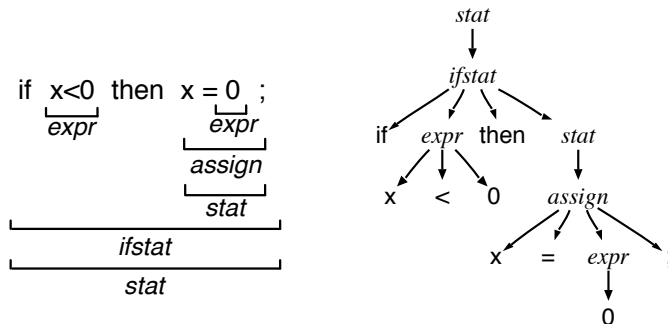 if x<0 then x = 0 ;
expr
expr
assign
stat
ifstat
stat
stat
ifstat
if expr then stat
x < 0 assign
x = expr ;
0